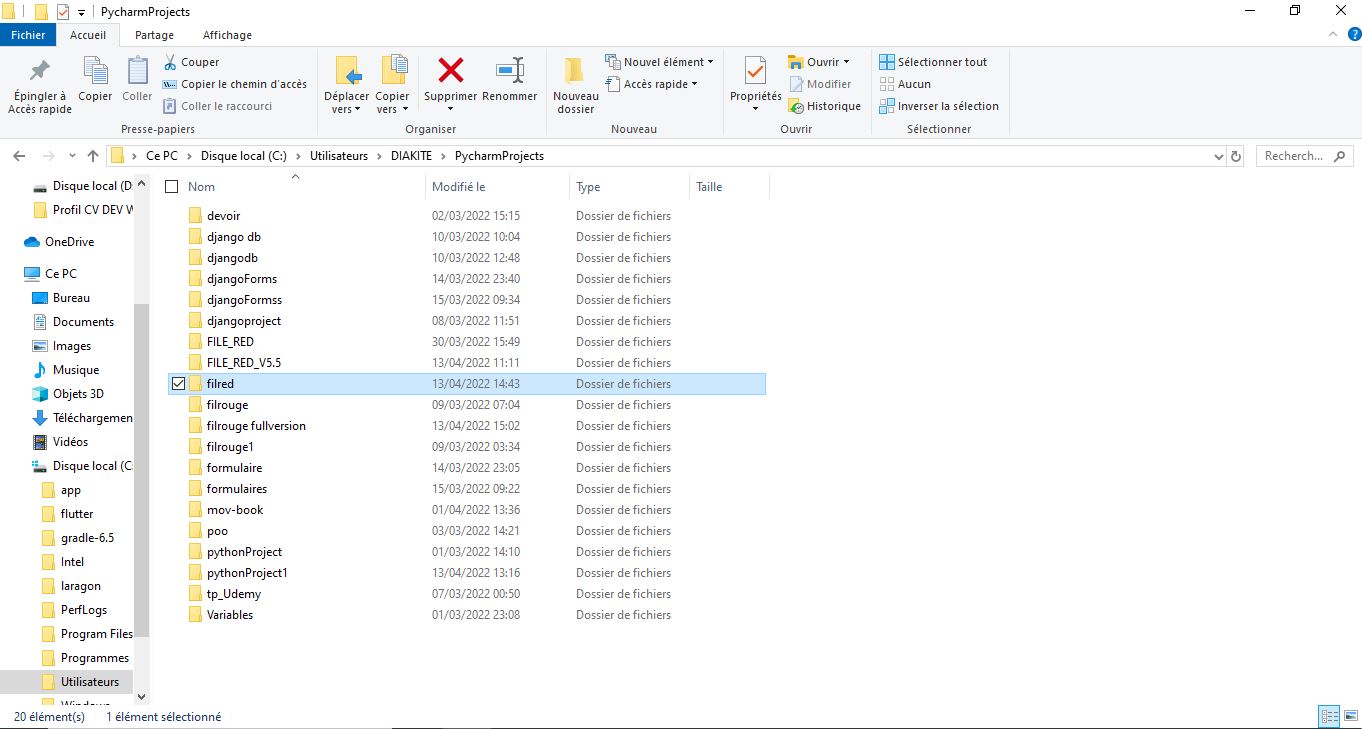 PycharmProjects
Fichier Accueil Partage Affichage
Épingler à Accès rapide
Copier
Coller
Couper
Copier le chemin d'accès
Coller le raccourci
Presse-papiers
Déplacer vers
Copier vers
Supprimer
Renommer
Organiser
Nouveau dossier
Nouvel élément
Accès rapide
Nouveau
Propriétés
Ouvrir
Modifier
Historique
Ouvrir
Sélectionner tout
Aucun
Inverser la sélection
Sélectionner
Ce PC > Disque local (C:) > Utilisateurs > DIAKITE > PycharmProjects
Recherch...
Disque local (D
Profil CV DEV W
OneDrive
Ce PC
Bureau
Documents
Images
Musique
Objets 3D
Téléchargemen
Vidéos
Disque local (C:
app
flutter
gradle-6.5
Intel
laragon
PerfLogs
Program Files
Programmes
Utilisateurs
Windows
Nom Modifié le Type Taille
devoir 02/03/2022 15:15 Dossier de fichiers
django db 10/03/2022 10:04 Dossier de fichiers
djangodb 10/03/2022 12:48 Dossier de fichiers
djangoForms 14/03/2022 23:40 Dossier de fichiers
djangoFormss 15/03/2022 09:34 Dossier de fichiers
djangoproject 08/03/2022 11:51 Dossier de fichiers
FILE_RED 30/03/2022 15:49 Dossier de fichiers
FILE_RED_V5.5 13/04/2022 11:11 Dossier de fichiers
filred 13/04/2022 14:43 Dossier de fichiers
filrouge 09/03/2022 07:04 Dossier de fichiers
filrouge fullversion 13/04/2022 15:02 Dossier de fichiers
filrouge1 09/03/2022 03:34 Dossier de fichiers
formulaire 14/03/2022 23:05 Dossier de fichiers
formulaires 15/03/2022 09:22 Dossier de fichiers
mov-book 01/04/2022 13:36 Dossier de fichiers
poo 03/03/2022 14:21 Dossier de fichiers
pythonProject 01/03/2022 14:10 Dossier de fichiers
pythonProject1 13/04/2022 13:16 Dossier de fichiers
tp_Udemy 07/03/2022 00:50 Dossier de fichiers
Variables 01/03/2022 23:08 Dossier de fichiers
20 élément(s) 1 élément sélectionné